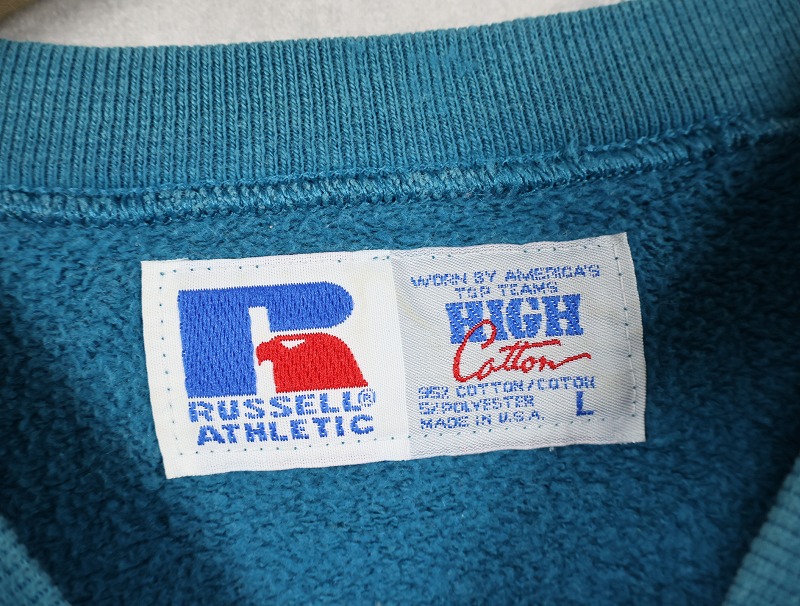 R
RUSSELL®
ATHLETIC
WORN BY AMERICA'S
TOP TEAMS
HIGH
Cotton
95% COTTON/COTON
5/POLYESTER
MADE IN U.S.A.
L